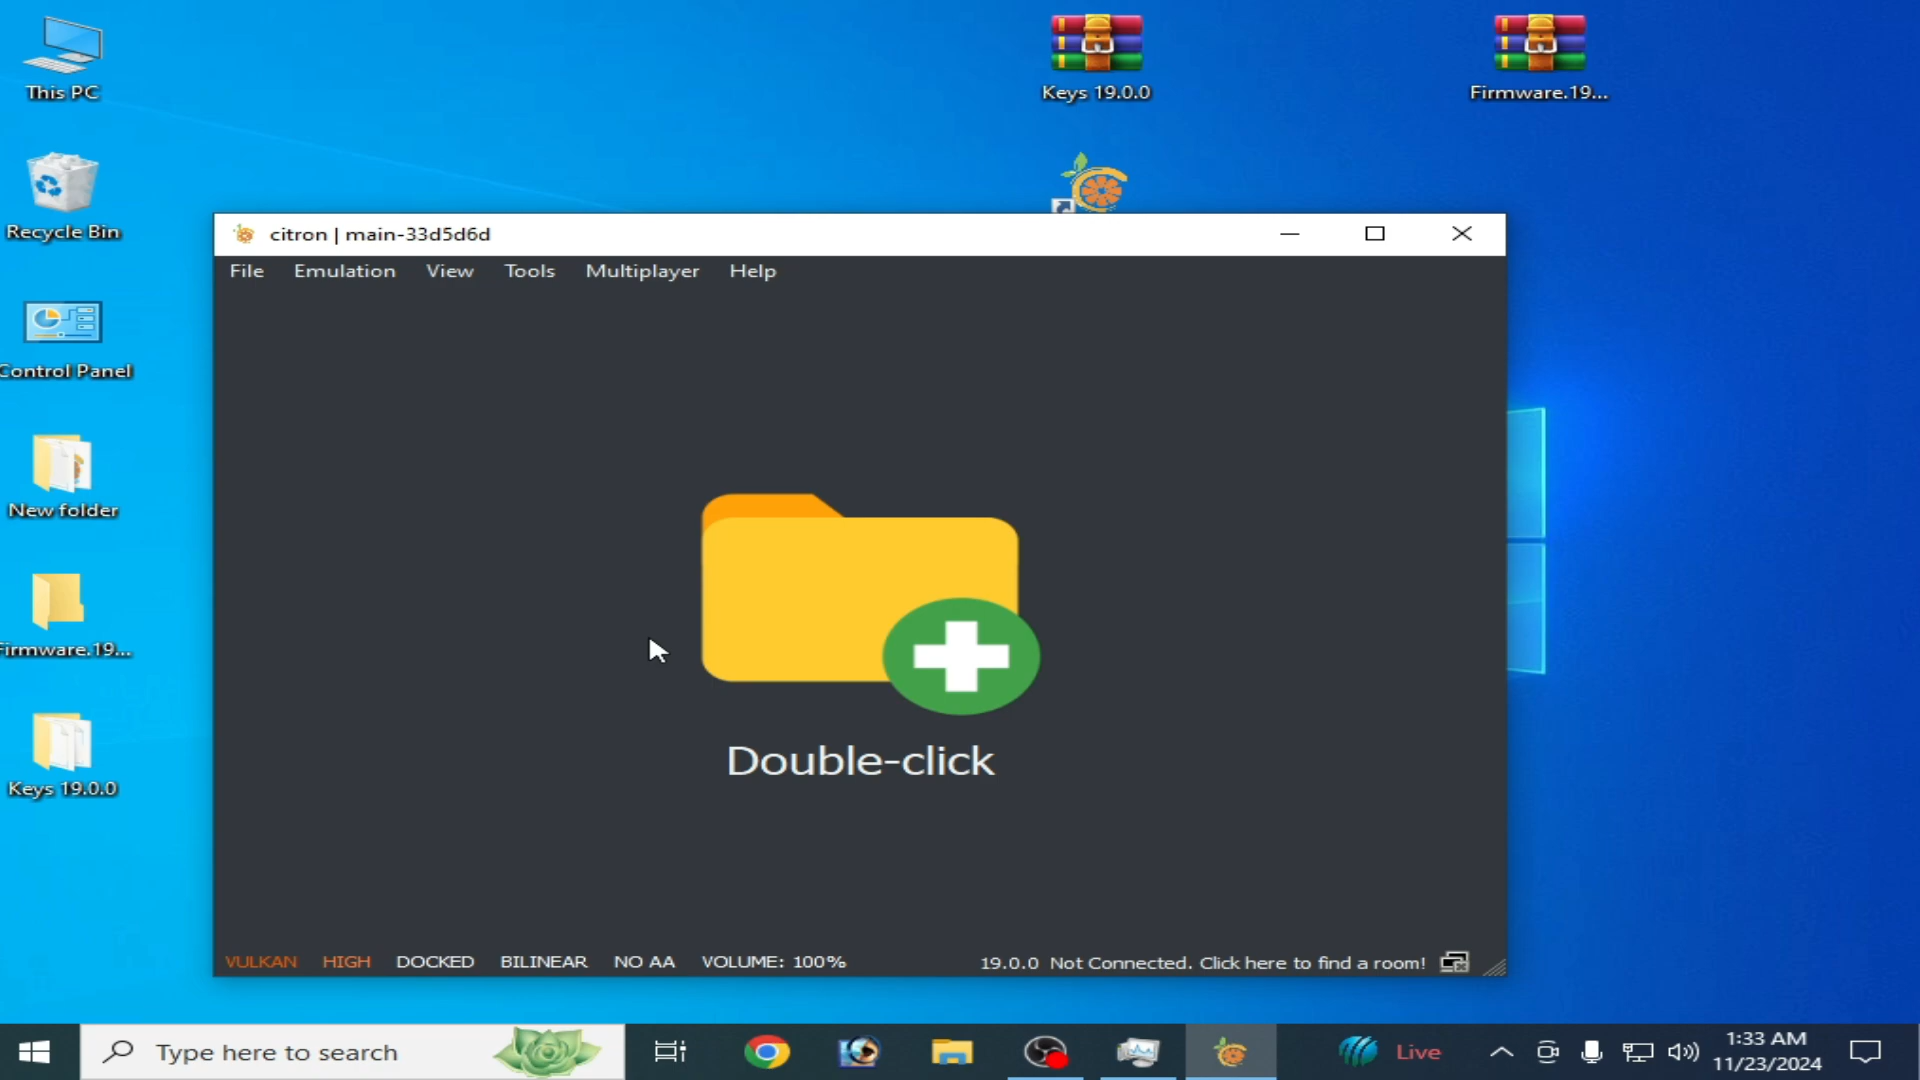 This PC
Keys 19.0.0
Firmware.19...
Recycle Bin
citron | main-33d5d6d
File Emulation View Tools Multiplayer Help
Control Panel
New folder
Firmware.19...
Keys 19.0.0
Double-click
VULKAN HIGH DOCKED BILINEAR NO AA VOLUME: 100% 19.0.0 Not Connected. Click here to find a room!
Type here to search
Live
1:33 AM
11/23/2024